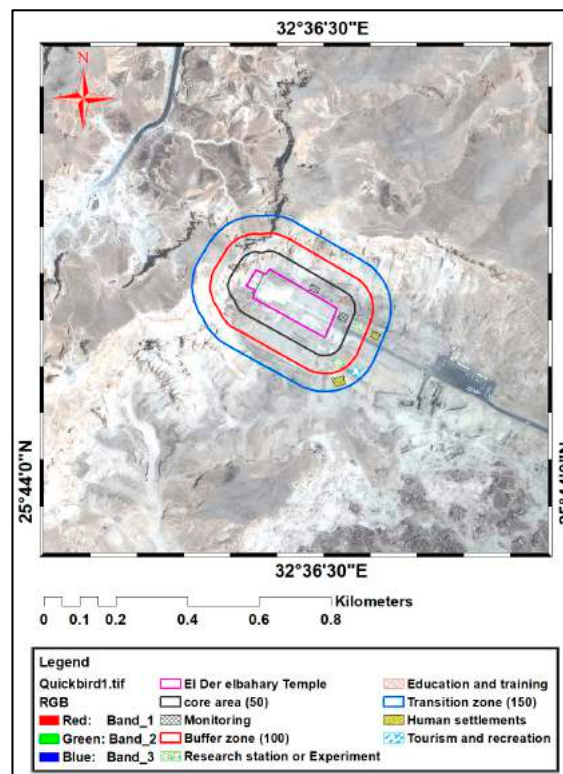 32°36'30"E
N
25°44'0"N
25°44'0"N
32°36'30"E
Kilometers
0 0.1 0.2 0.4 0.6 0.8
Legend
Quickbird1.tif
RGB
Red: Band_1
Green: Band_2
Blue: Band_3
El Der elbahary Temple
core area (50)
Monitoring
Buffer zone (100)
Research station or Experiment
Education and training
Transition zone (150)
Human settlements
Tourism and recreation